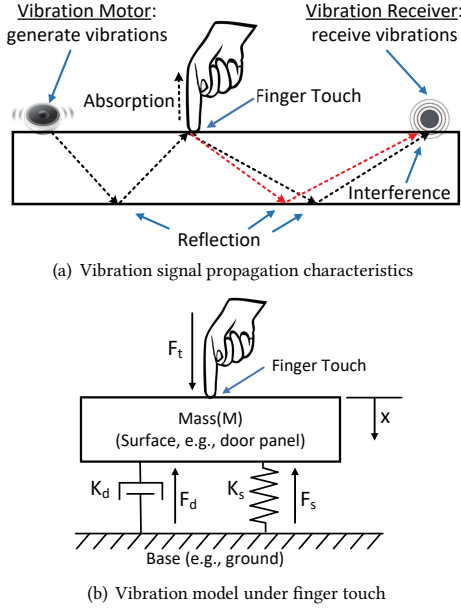 Vibration Motor:
generate vibrations
Vibration Receiver:
receive vibrations
Absorption
Finger Touch
Interference
Reflection
(a) Vibration signal propagation characteristics
Ft
Finger Touch
Mass(M)
(Surface, e.g., door panel)
x
Kd
Fd
Ks
Fs
Base (e.g., ground)
(b) Vibration model under finger touch